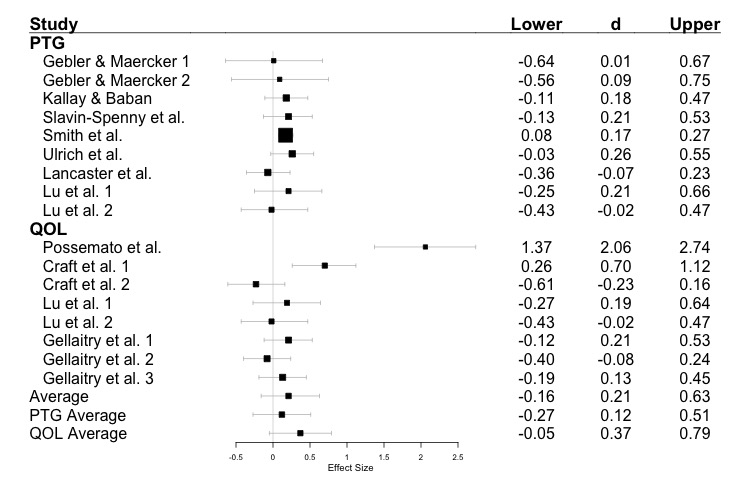 Study Lower d Upper
PTG
Gebler & Maercker 1 -0.64 0.01 0.67
Gebler & Maercker 2 -0.56 0.09 0.75
Kallay & Baban -0.11 0.18 0.47
Slavin-Spenny et al. -0.13 0.21 0.53
Smith et al. 0.08 0.17 0.27
Ulrich et al. -0.03 0.26 0.55
Lancaster et al. -0.36 -0.07 0.23
Lu et al. 1 -0.25 0.21 0.66
Lu et al. 2 -0.43 -0.02 0.47
QOL
Possemato et al. 1.37 2.06 2.74
Craft et al. 1 0.26 0.70 1.12
Craft et al. 2 -0.61 -0.23 0.16
Lu et al. 1 -0.27 0.19 0.64
Lu et al. 2 -0.43 -0.02 0.47
Gellaitry et al. 1 -0.12 0.21 0.53
Gellaitry et al. 2 -0.40 -0.08 0.24
Gellaitry et al. 3 -0.19 0.13 0.45
Average -0.16 0.21 0.63
PTG Average -0.27 0.12 0.51
QOL Average -0.05 0.37 0.79
-0.5 0 0.5 1 1.5 2 2.5
Effect Size